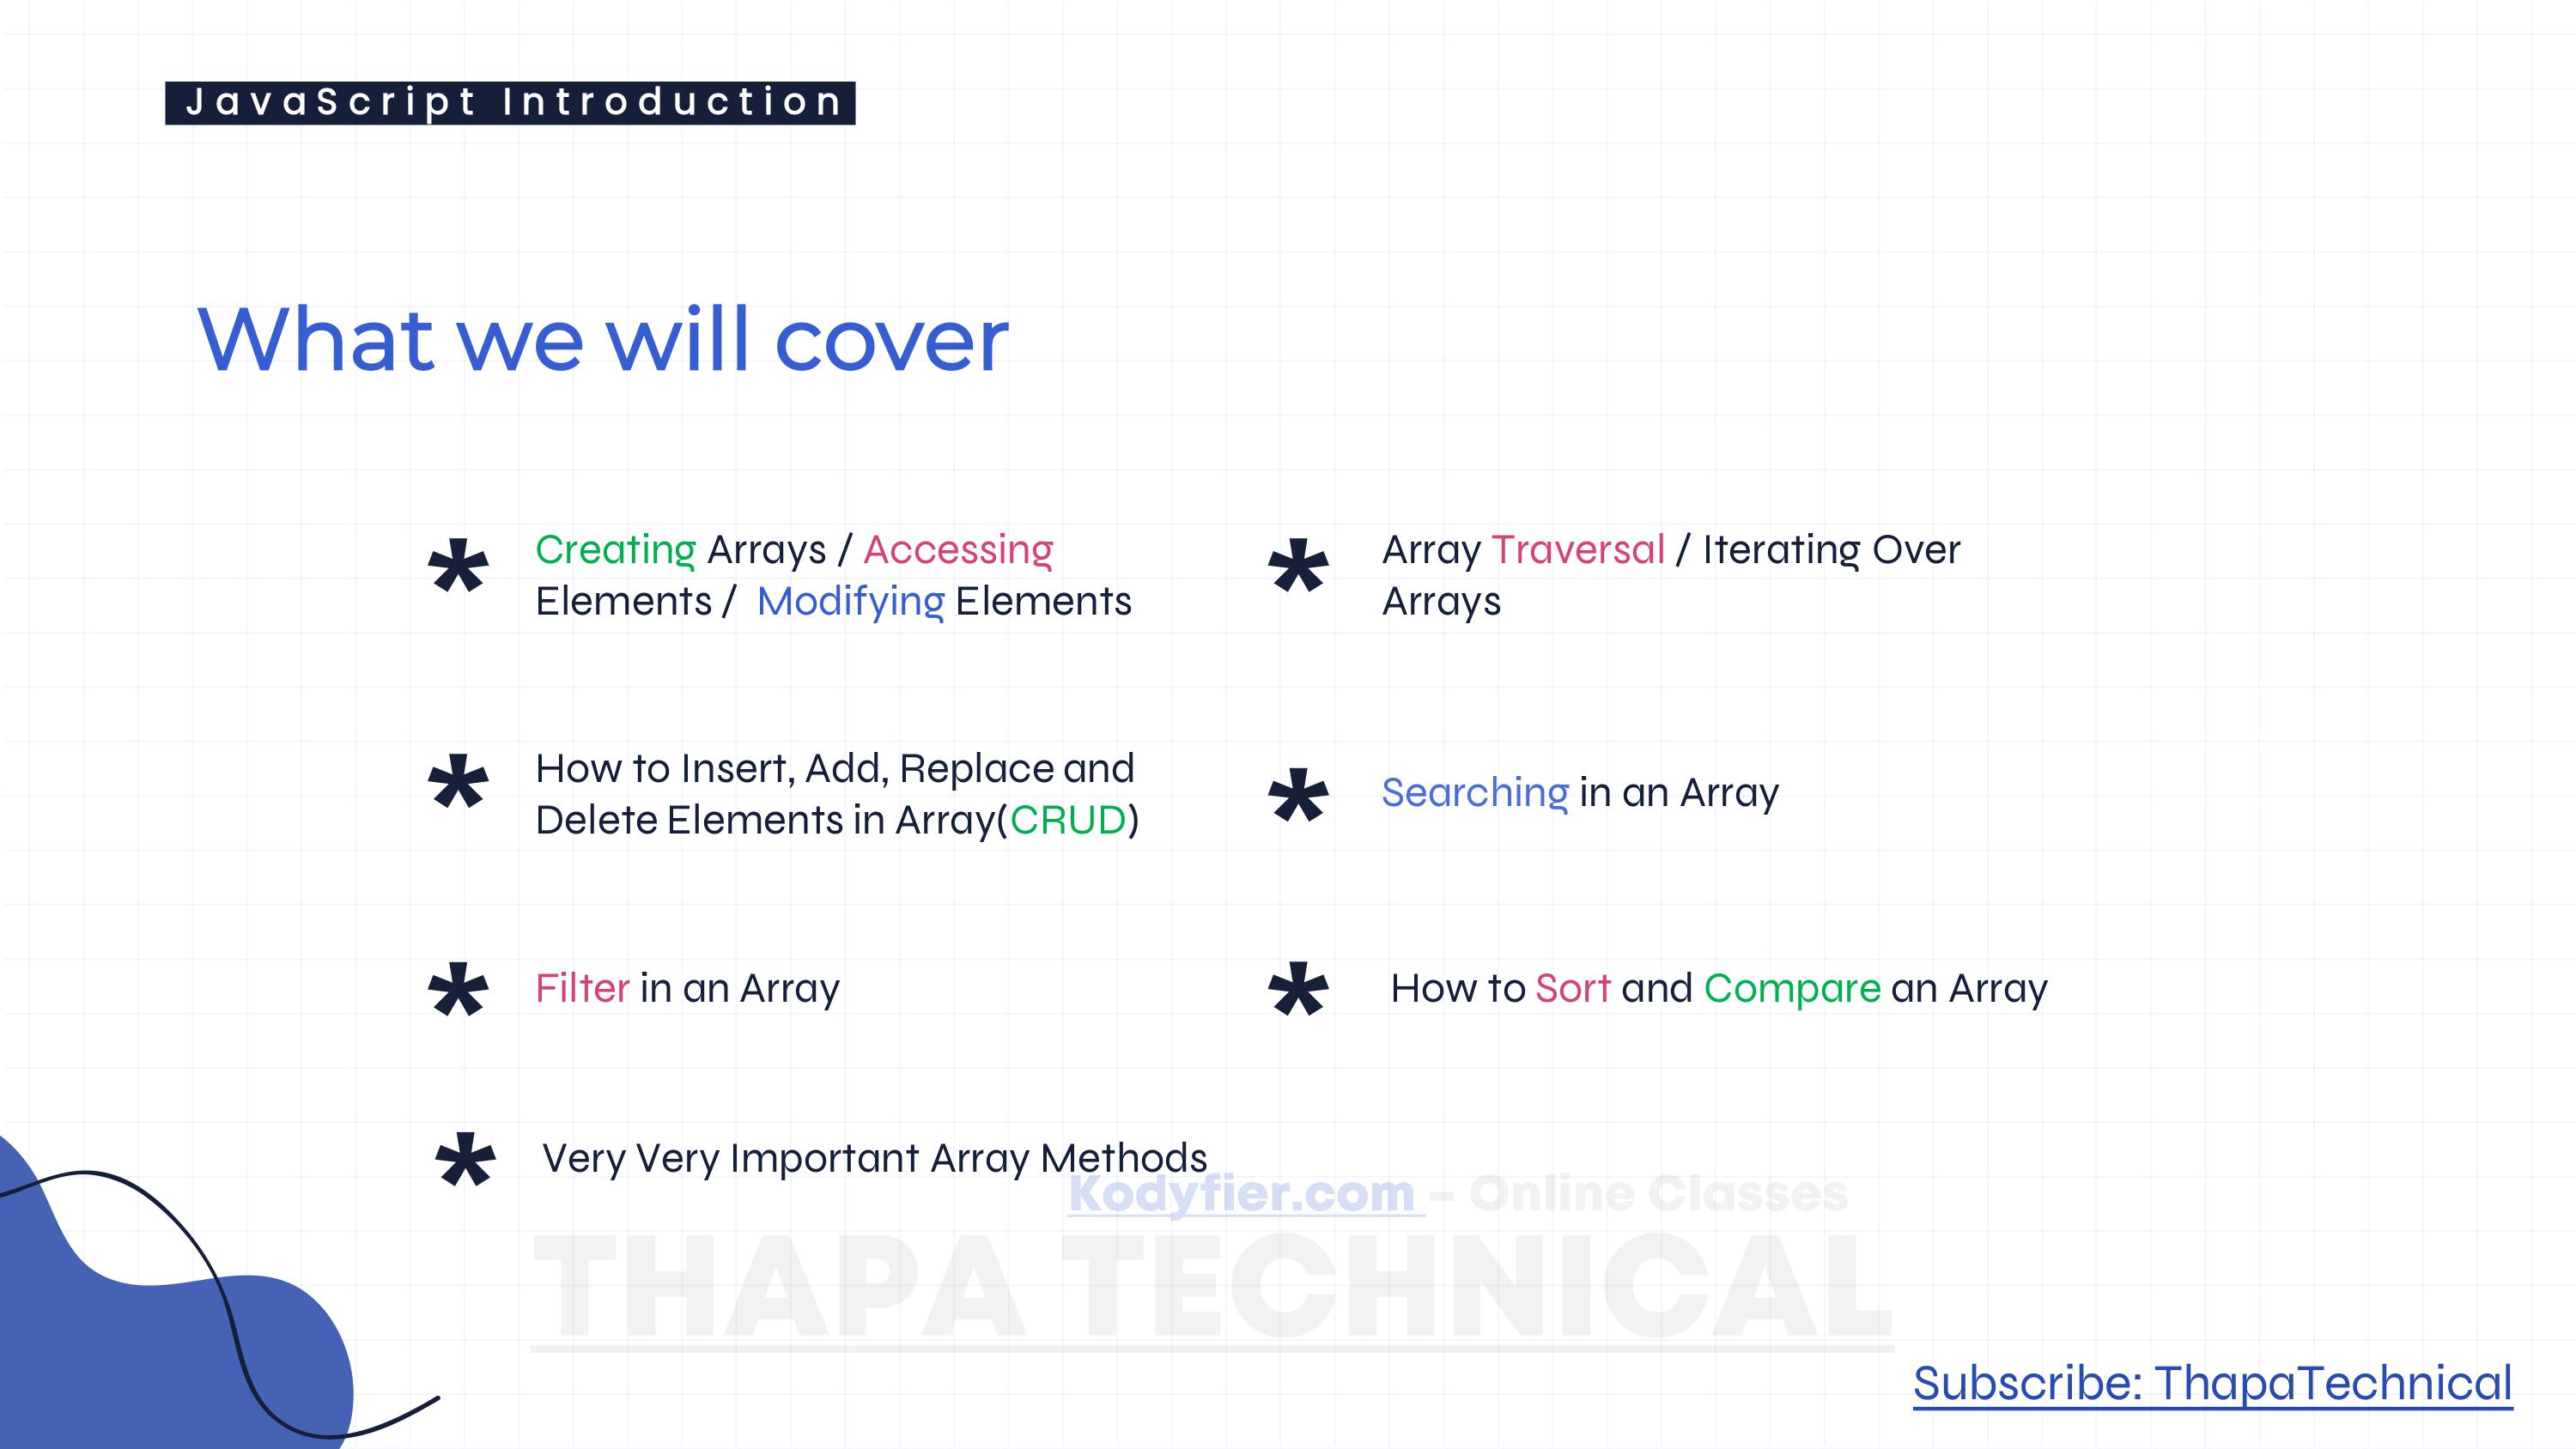 JavaScript Introduction
What we will cover
* Creating Arrays / Accessing
Elements / Modifying Elements
* Array Traversal / Iterating Over
Arrays
* How to Insert, Add, Replace and
Delete Elements in Array(CRUD)
* Searching in an Array
* Filter in an Array
* How to Sort and Compare an Array
* Very Very Important Array Methods
Kodyfier.com - Online Classes
THAPA TECHNICAL
Subscribe: ThapaTechnical